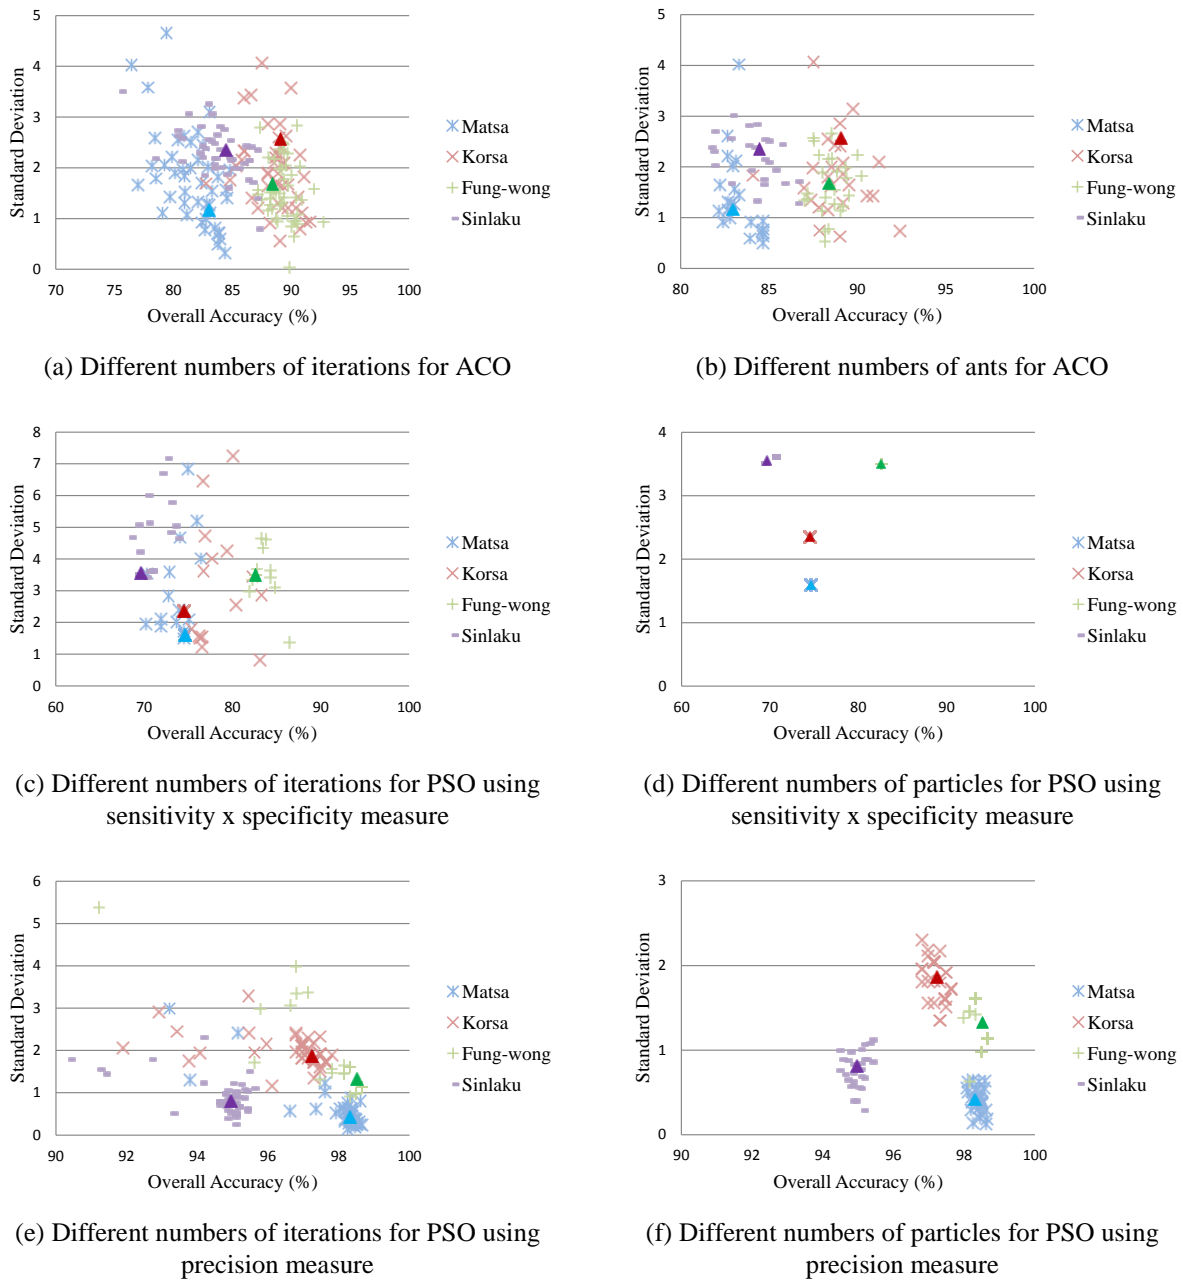 5
4
3
2
1
0
Standard Deviation
70 75 80 85 90 95 100
Overall Accuracy (%)
Matsa
Korsa
Fung-wong
Sinlaku
(a) Different numbers of iterations for ACO
5
4
3
2
1
0
Standard Deviation
80 85 90 95 100
Overall Accuracy (%)
Matsa
Korsa
Fung-wong
Sinlaku
(b) Different numbers of ants for ACO
8
7
6
5
4
3
2
1
0
Standard Deviation
60 70 80 90 100
Overall Accuracy (%)
Matsa
Korsa
Fung-wong
Sinlaku
(c) Different numbers of iterations for PSO using
sensitivity x specificity measure
4
3
2
1
0
Standard Deviation
60 70 80 90 100
Overall Accuracy (%)
Matsa
Korsa
Fung-wong
Sinlaku
(d) Different numbers of particles for PSO using
sensitivity x specificity measure
6
5
4
3
2
1
0
Standard Deviation
90 92 94 96 98 100
Overall Accuracy (%)
Matsa
Korsa
Fung-wong
Sinlaku
(e) Different numbers of iterations for PSO using
precision measure
3
2
1
0
Standard Deviation
90 92 94 96 98 100
Overall Accuracy (%)
Matsa
Korsa
Fung-wong
Sinlaku
(f) Different numbers of particles for PSO using
precision measure